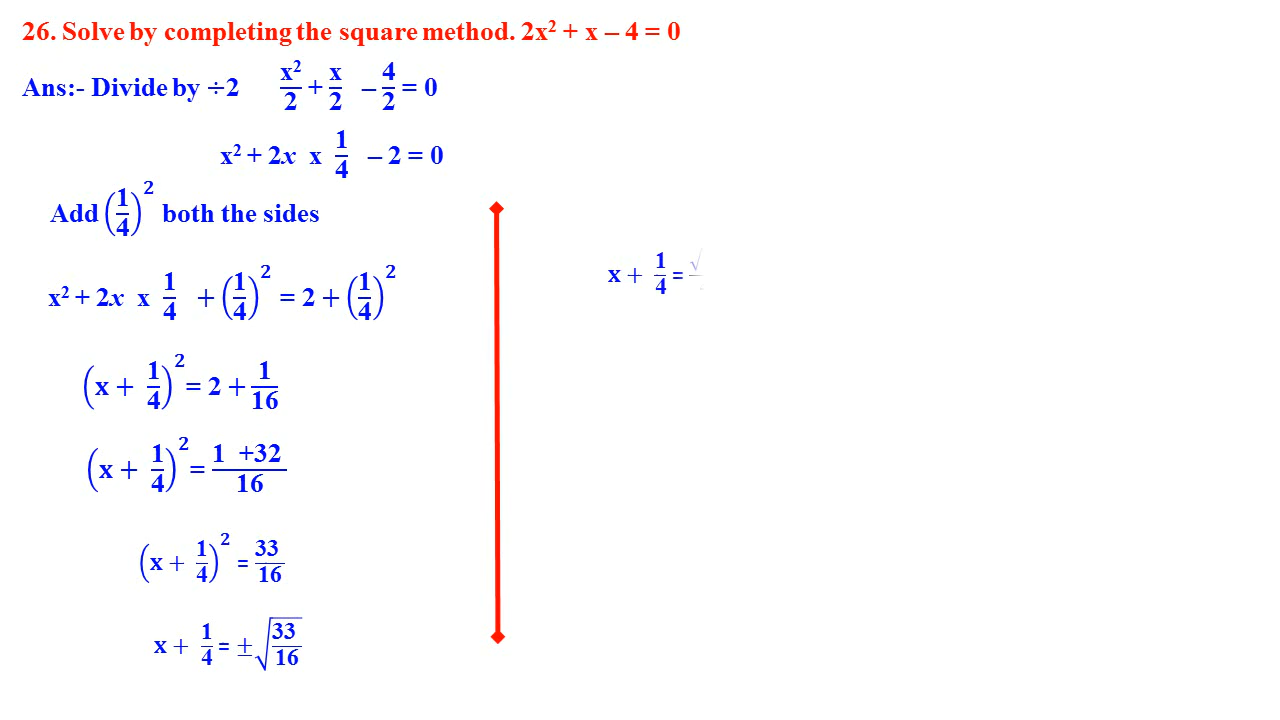 26. Solve by completing the square method. 2x² + x – 4 = 0
Ans:- Divide by ÷2 x²/2 + x/2 – 4/2 = 0
x² + 2x x 1/4 – 2 = 0
Add (1/4)² both the sides
x² + 2x x 1/4 + (1/4)² = 2 + (1/4)²
(x + 1/4)² = 2 + 1/16
(x + 1/4)² = 1 +32/16
(x + 1/4)² = 33/16
x + 1/4 = ±√33/16
x + 1/4 = √